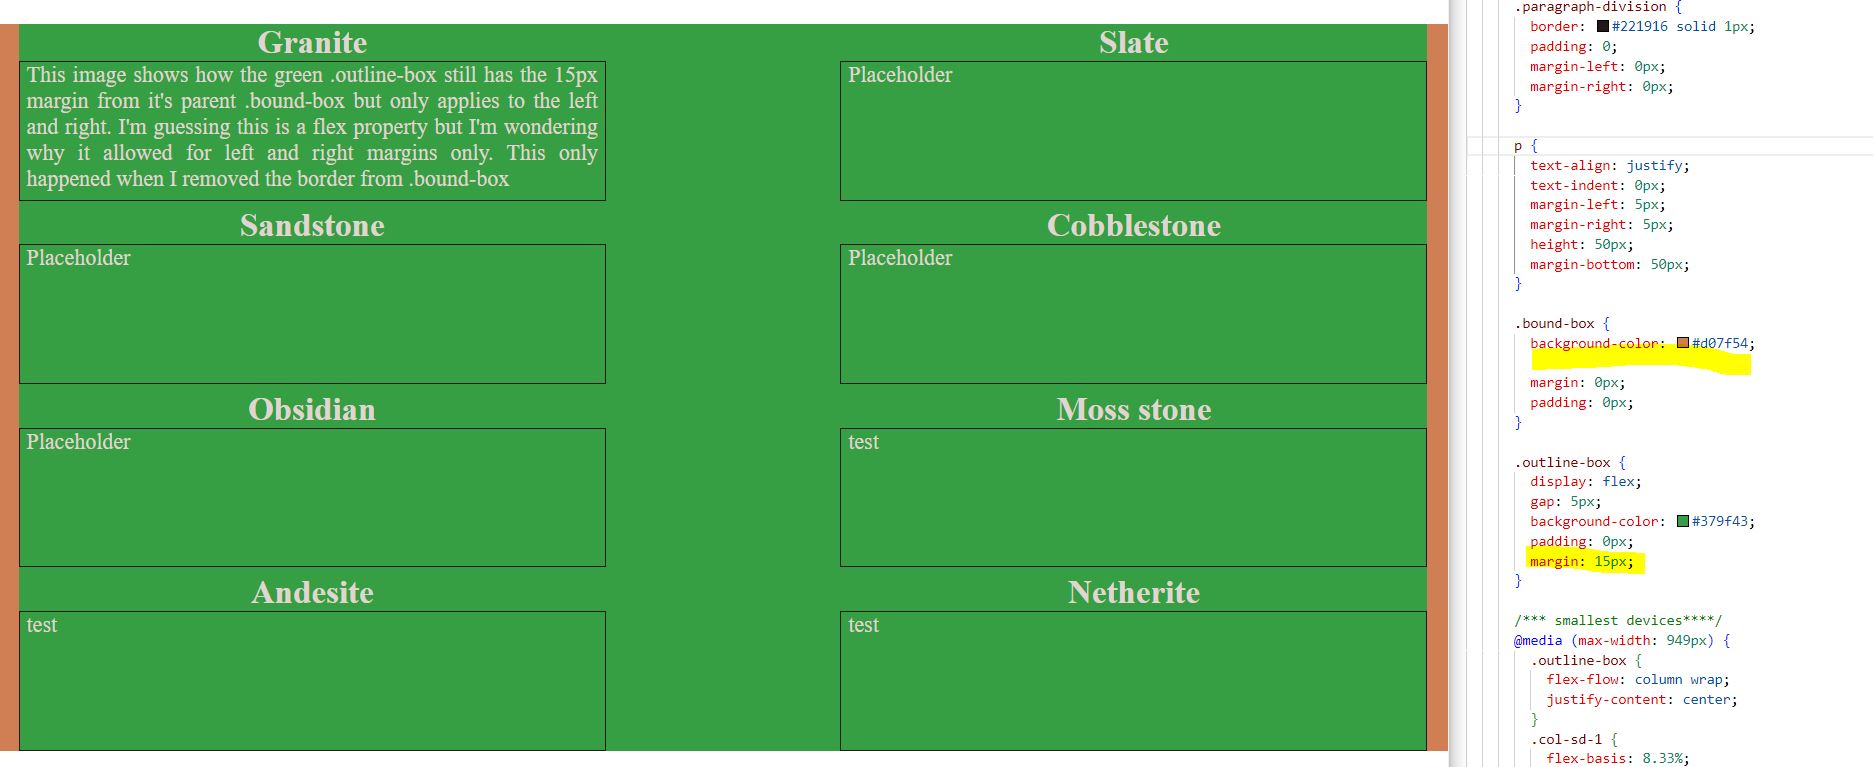 Granite
This image shows how the green .outline-box still has the 15px
margin from it's parent .bound-box but only applies to the left
and right. I'm guessing this is a flex property but I'm wondering
why it allowed for left and right margins only. This only
happened when I removed the border from .bound-box
Slate
Placeholder
Sandstone
Placeholder
Cobblestone
Placeholder
Obsidian
Placeholder
Moss stone
test
Andesite
test
Netherite
test
.paragraph-division {
border: #221916 solid 1px;
padding: 0;
margin-left: 0px;
margin-right: 0px;
}
p {
text-align: justify;
text-indent: 0px;
margin-left: 5px;
margin-right: 5px;
height: 50px;
margin-bottom: 50px;
}
.bound-box {
background-color: #d07f54;
margin: 0px;
padding: 0px;
}
.outline-box {
display: flex;
gap: 5px;
background-color: #379f43;
padding: 0px;
margin: 15px;
}
/*** smallest devices****/
@media (max-width: 949px) {
.outline-box {
flex-flow: column wrap;
justify-content: center;
}
.col-sd-1 {
flex-basis: 8.33%;